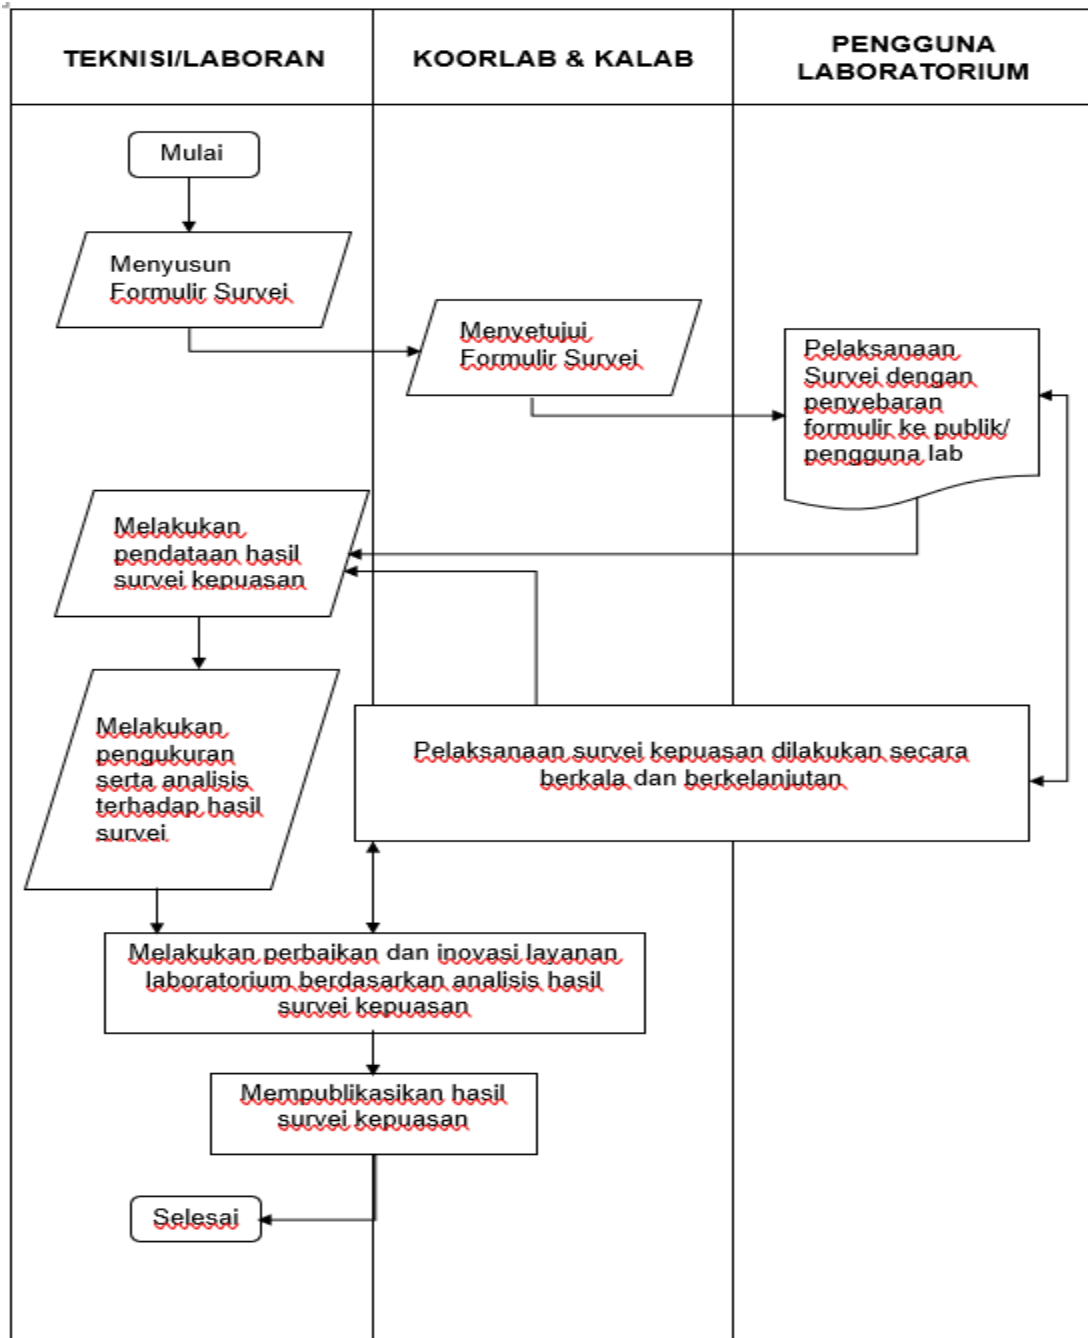 TEKNISI/LABORAN
KOORLAB & KALAB
PENGGUNA
LABORATORIUM
Mulai
Menyusun
Formulir Survei
Menyetujui
Formulir Survei
Pelaksanaan
Survei dengan
penyebaran
formulir ke publik/
pengguna lab
Melakukan
pendataan hasil
survei kepuasan
Melakukan
pengukuran
serta analisis
terhadap hasil
survei
Pelaksanaan survei kepuasan dilakukan secara
berkala dan berkelanjutan
Melakukan perbaikan dan inovasi layanan
laboratorium berdasarkan analisis hasil
survei kepuasan
Mempublikasikan hasil
survei kepuasan
Selesai